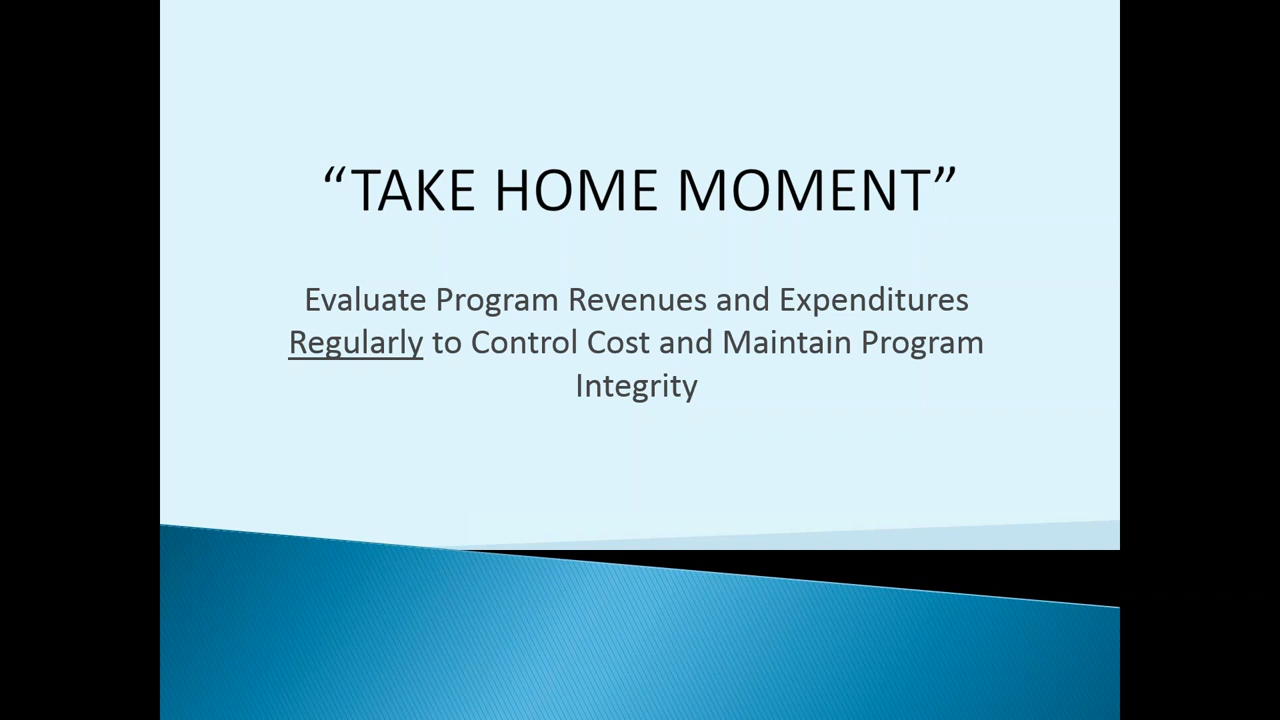 “TAKE HOME MOMENT”
Evaluate Program Revenues and Expenditures
Regularly to Control Cost and Maintain Program
Integrity